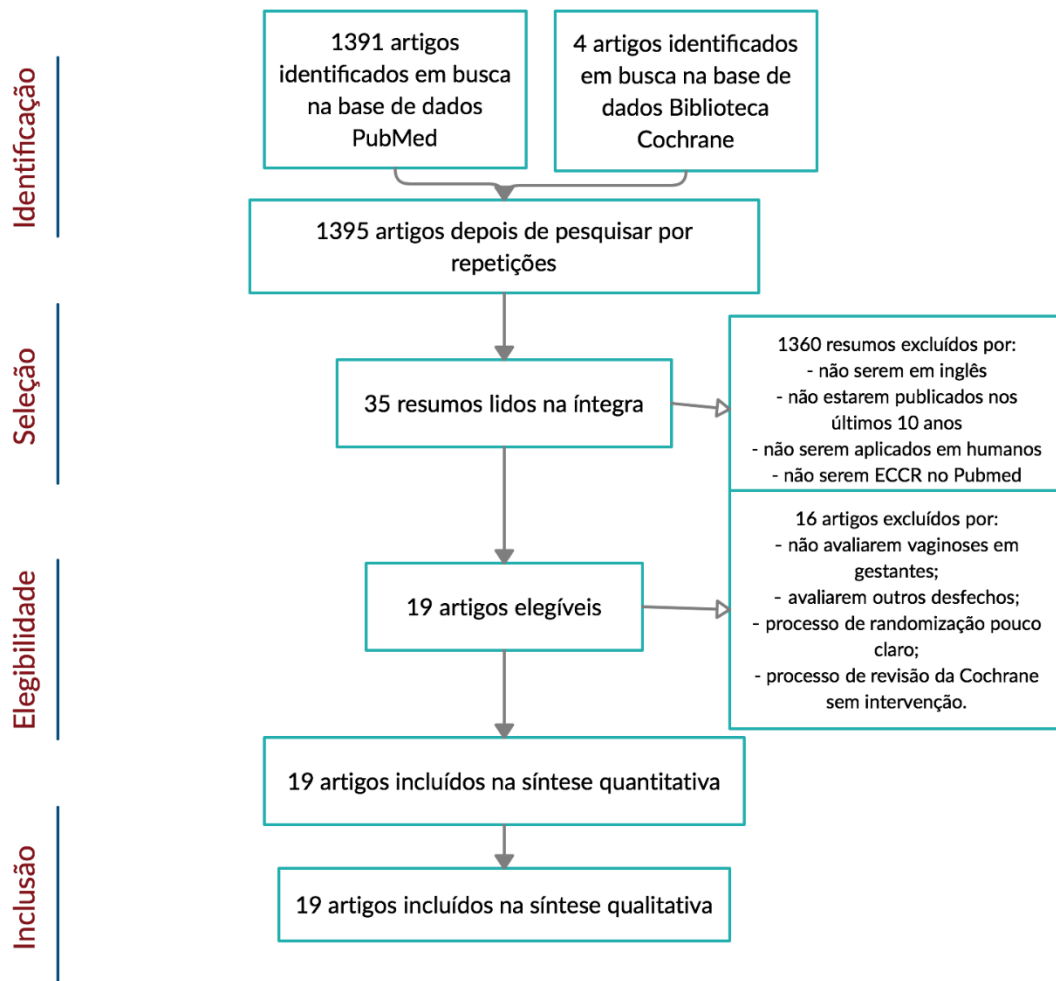 Identificação
1391 artigos
identificados em busca
na base de dados
PubMed
4 artigos identificados
em busca na base de
dados Biblioteca
Cochrane
1395 artigos depois de pesquisar por
repetições
Seleção
35 resumos lidos na íntegra
1360 resumos excluídos por:
- não serem em inglês
- não estarem publicados nos
últimos 10 anos
- não serem aplicados em humanos
- não serem ECCR no Pubmed
Elegibilidade
19 artigos elegíveis
16 artigos excluídos por:
- não avaliarem vaginoses em
gestantes;
- avaliarem outros desfechos;
- processo de randomização pouco
claro;
- processo de revisão da Cochrane
sem intervenção.
19 artigos incluídos na síntese quantitativa
Inclusão
19 artigos incluídos na síntese qualitativa